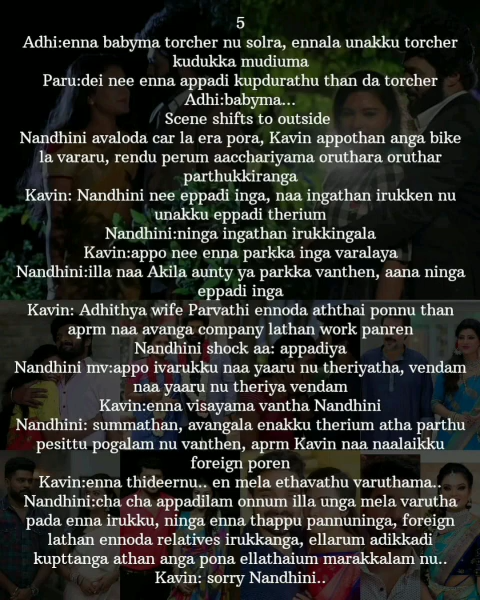 5
Adhi:enna babyma torcher nu solra, ennala unakku torcher
kudukka mudiuma
Paru:dei nee enna appadi kupdurathu than da torcher
Adhi:babyma...
Scene shifts to outside
Nandhini avaloda car la era pora, Kavin appothan anga bike
la vararu, rendu perum aacchariyama oruthara oruthar
parthukkiranga
Kavin: Nandhini nee eppadi inga, naa ingathan irukken nu
unakku eppadi therium
Nandhini:ninga ingathan irukkingala
Kavin:appo nee enna parkka inga varalaya
Nandhini:illa naa Akila aunty ya parkka vanthen, aana ninga
eppadi inga
Kavin: Adhithya wife Parvathi ennoda aththai ponnu than
aprm naa avanga company lathan work panren
Nandhini shock aa: appadiya
Nandhini mv:appo ivarukku naa yaaru nu theriyatha, vendam
naa yaaru nu theriya vendam
Kavin:enna visayama vantha Nandhini
Nandhini: summathan, avangala enakku therium atha parthu
pesittu pogalam nu vanthen, aprm Kavin naa naalaikku
foreign poren
Kavin:enna thideernu.. en mela ethavathu varuthama..
Nandhini:cha cha appadilam onnum illa unga mela varutha
pada enna irukku, ninga enna thappu pannuninga, foreign
lathan ennoda relatives irukkanga, ellarum adikkadi
kupttanga athan anga pona ellathaium marakkalam nu..
Kavin: sorry Nandhini..